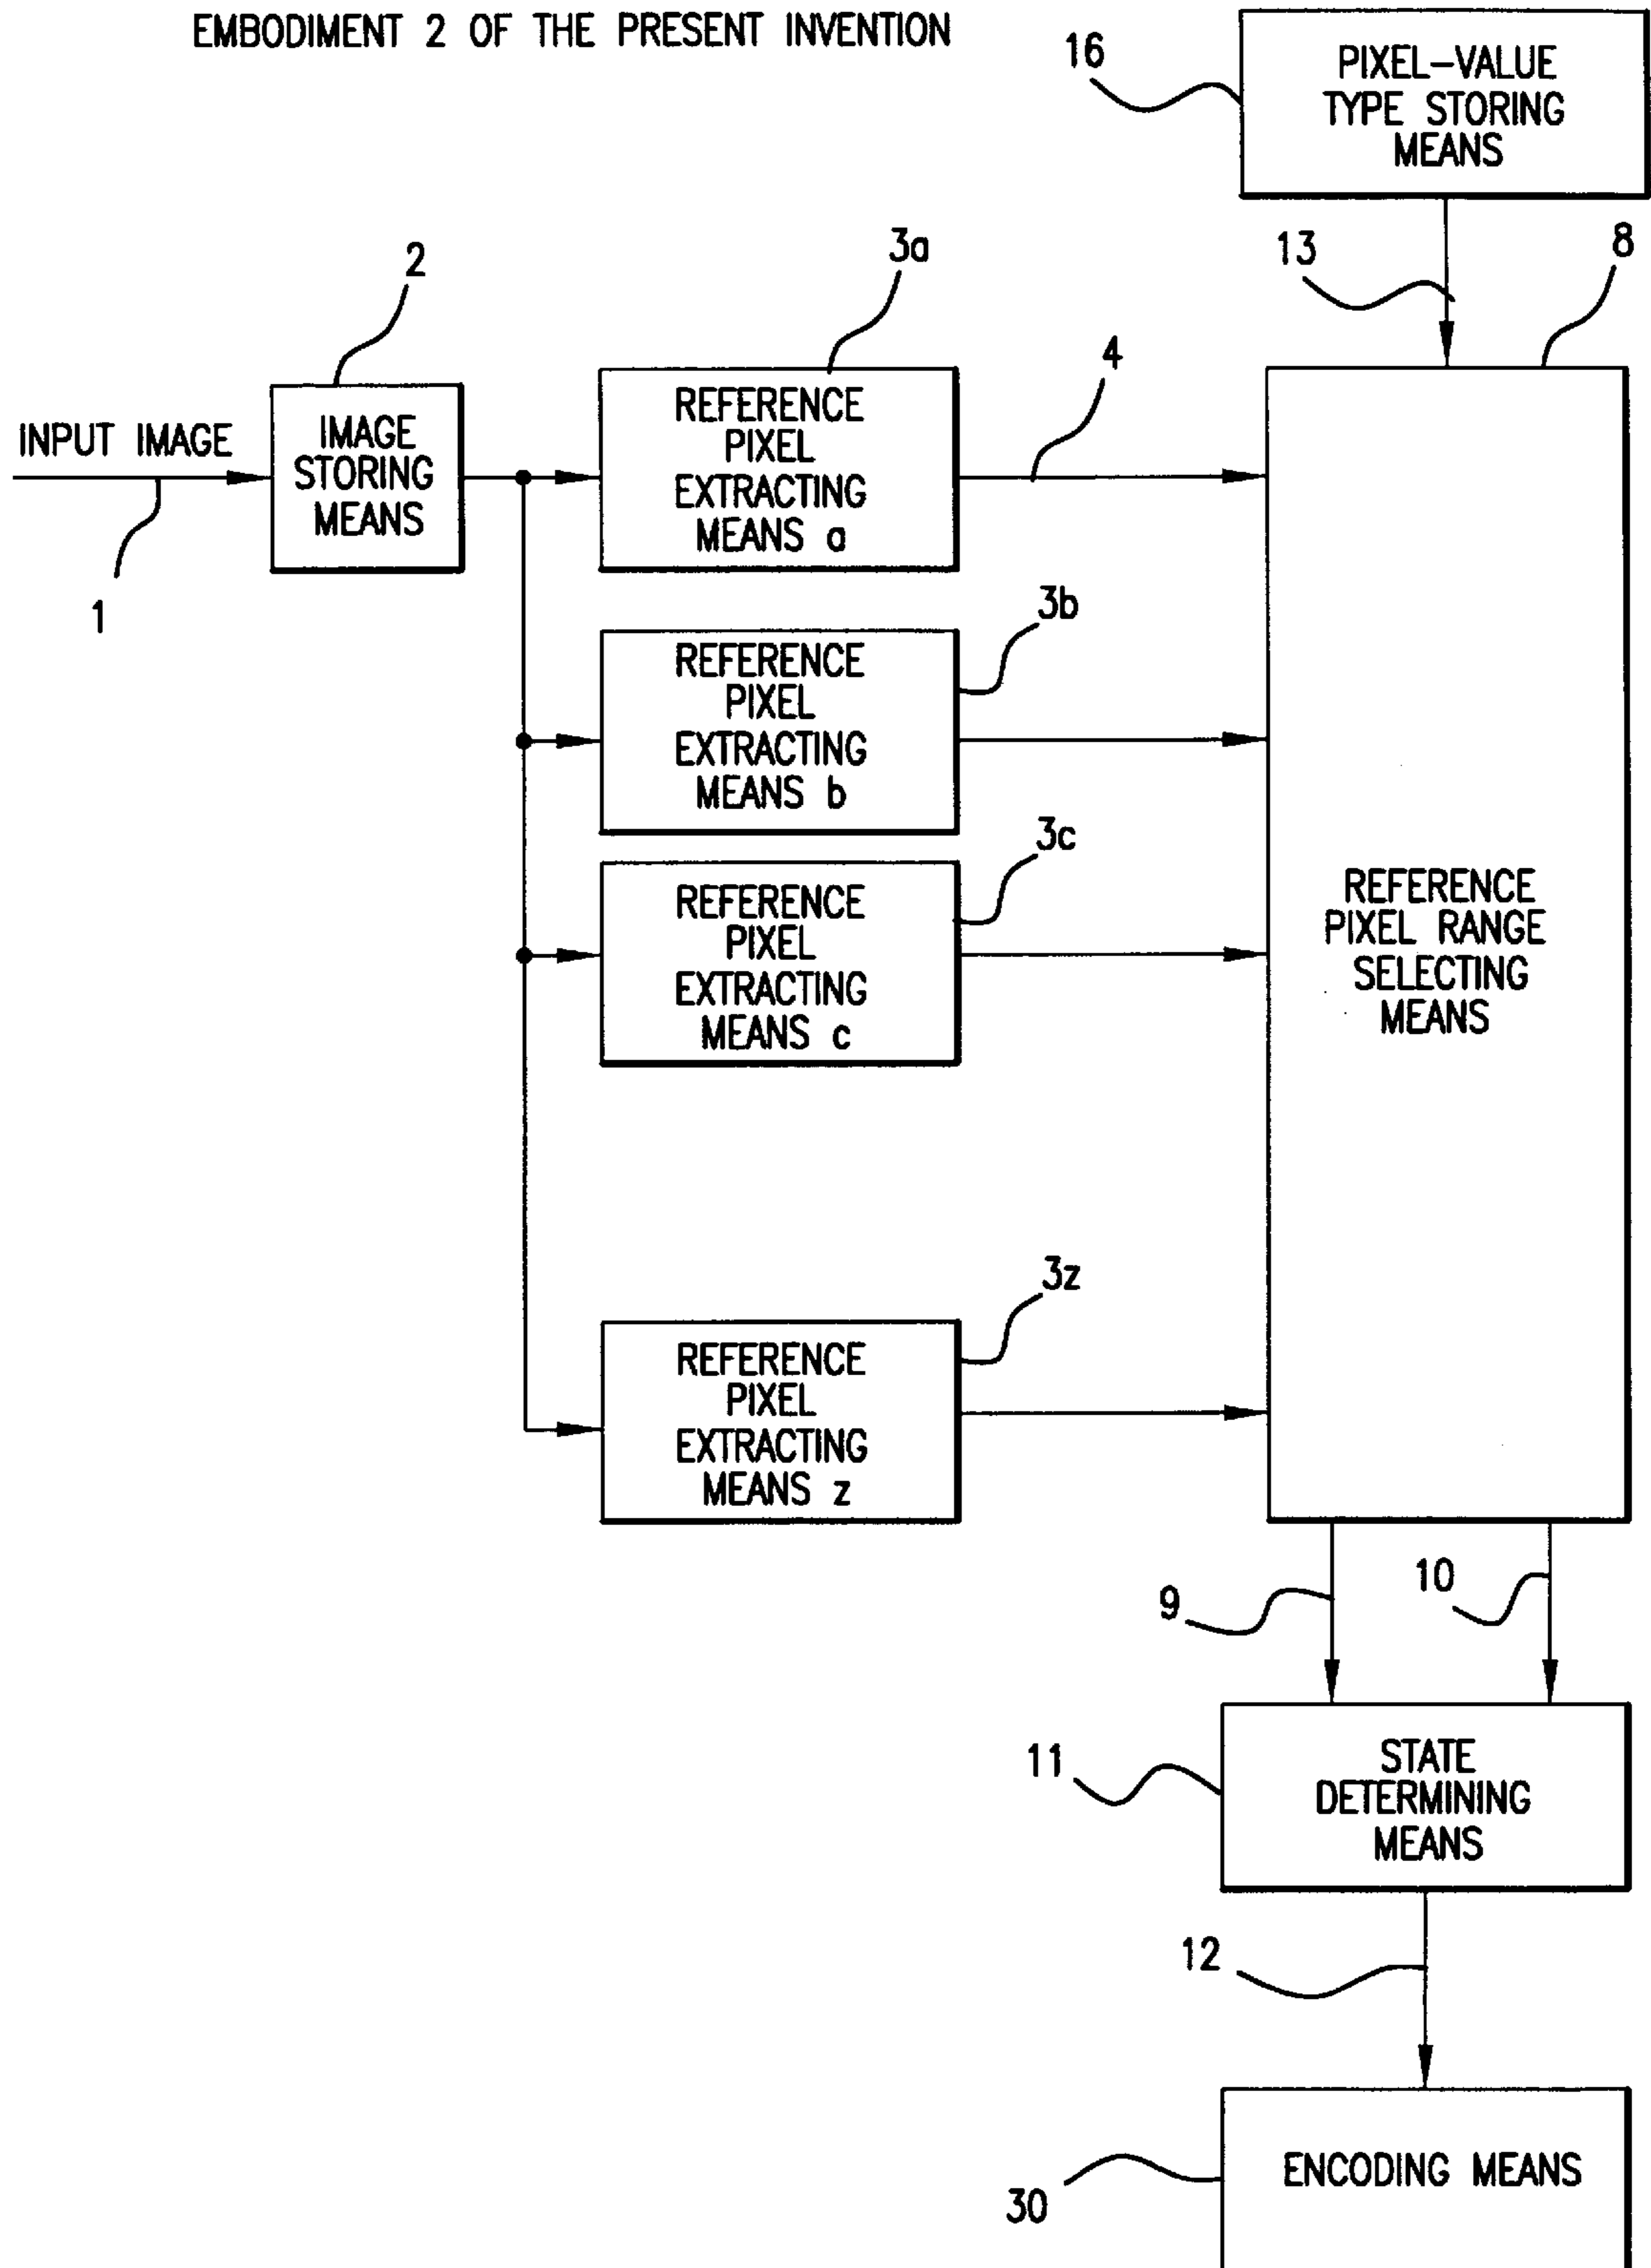 EMBODIMENT 2 OF THE PRESENT INVENTION
16
PIXEL-VALUE
TYPE STORING
MEANS
13
8
2
3a
4
INPUT IMAGE
1
IMAGE
STORING
MEANS
REFERENCE
PIXEL
EXTRACTING
MEANS a
3b
REFERENCE
PIXEL
EXTRACTING
MEANS b
3c
REFERENCE
PIXEL
EXTRACTING
MEANS c
REFERENCE
PIXEL RANGE
SELECTING
MEANS
3z
REFERENCE
PIXEL
EXTRACTING
MEANS z
9
10
11
STATE
DETERMINING
MEANS
12
30
ENCODING MEANS